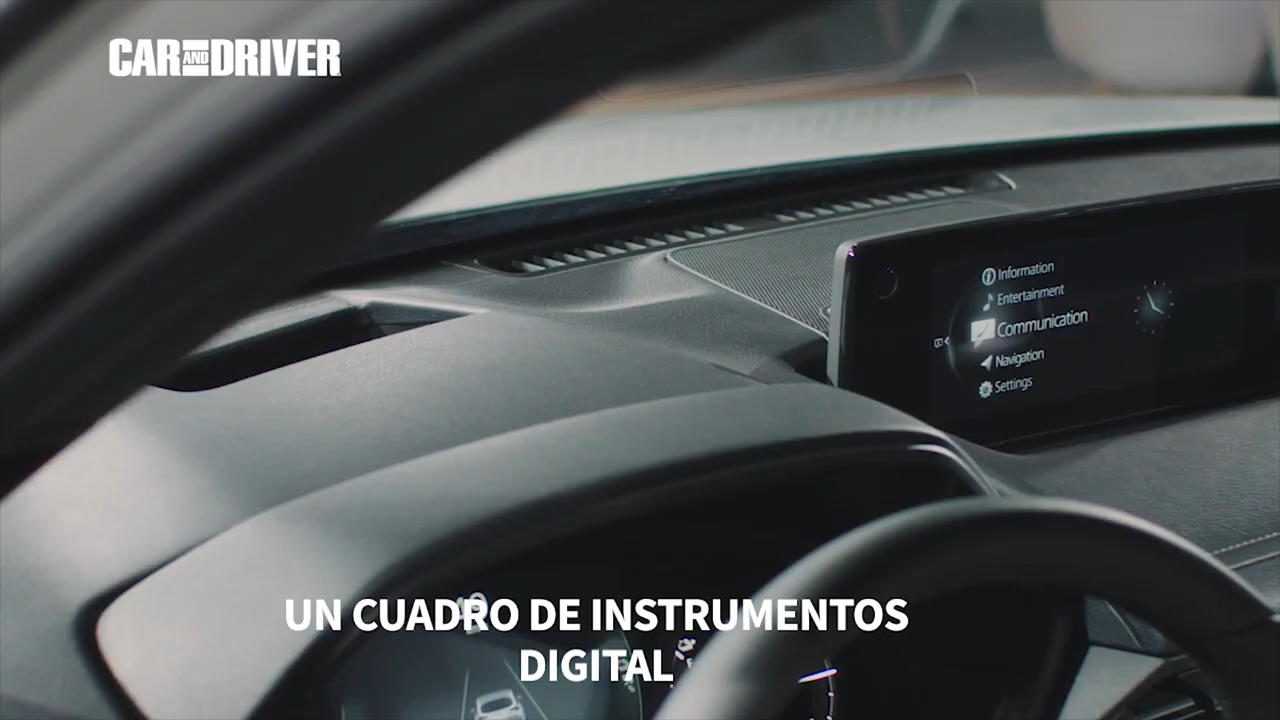 CAR AND DRIVER
Information
Entertainment
Communication
Navigation
Settings
UN CUADRO DE INSTRUMENTOS
DIGITAL